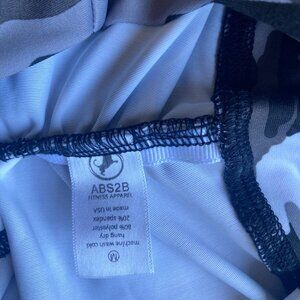 ABS2B
FITNESS APPAREL
made in USA
20% spandex
80% polyester
hang dry
machine wash cold
M